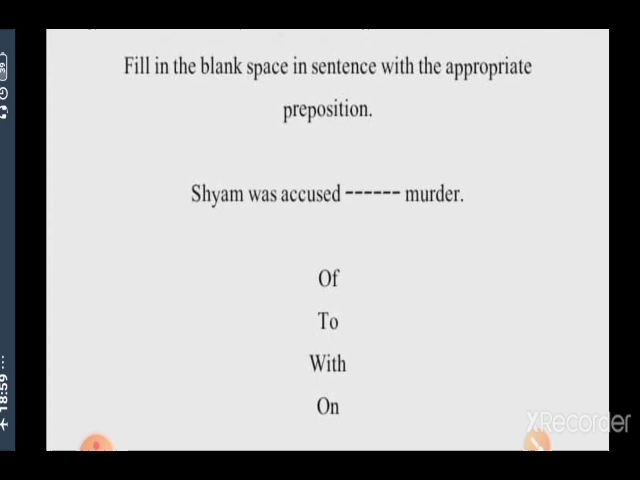 Fill in the blank space in sentence with the appropriate
preposition.
Shyam was accused ------ murder.
Of
To
With
On
XRecorder
18:59 ...
39